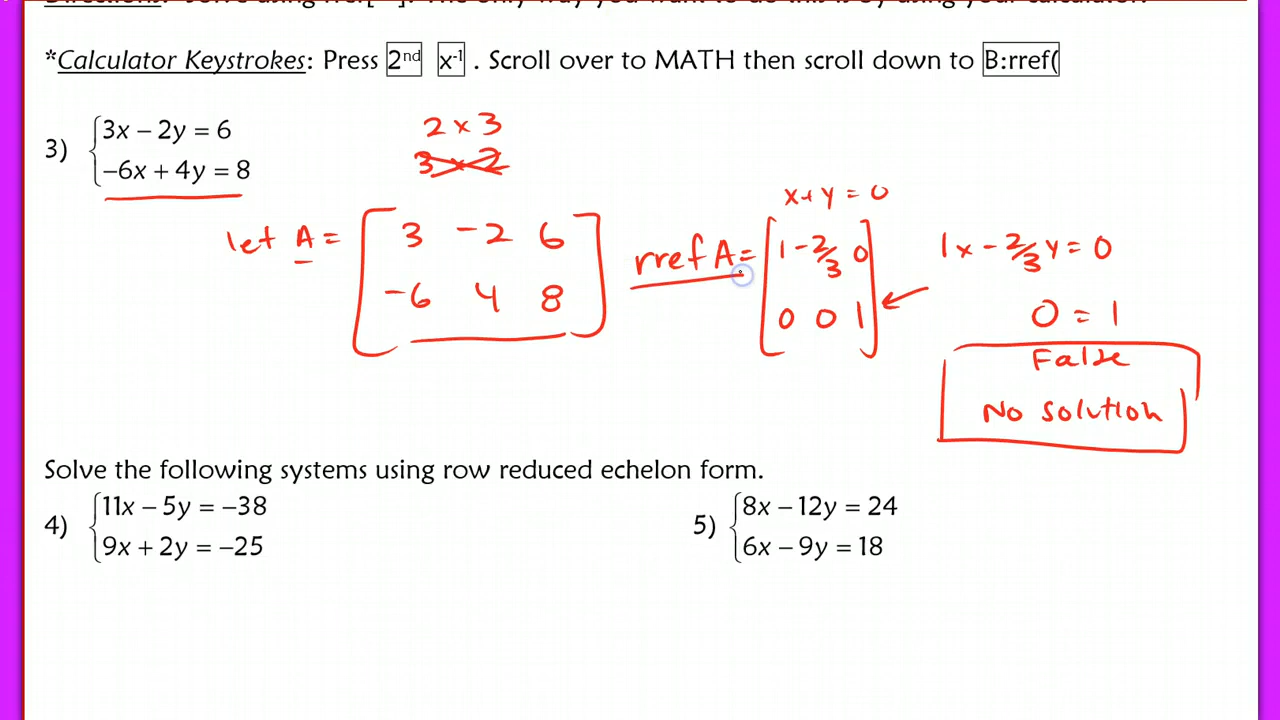 *Calculator Keystrokes: Press 2nd x-1 . Scroll over to MATH then scroll down to B:rref(
3) {3x – 2y = 6
–6x + 4y = 8
2 x 3
3 x 2
let A = [3 -2 6
-6 4 8]
x + y = 0
rref A = [1 -2/3 0
0 0 1]
1x - 2/3 y = 0
0 = 1
False
No solution
Solve the following systems using row reduced echelon form.
4) {11x – 5y = –38
9x + 2y = –25
5) {8x – 12y = 24
6x – 9y = 18